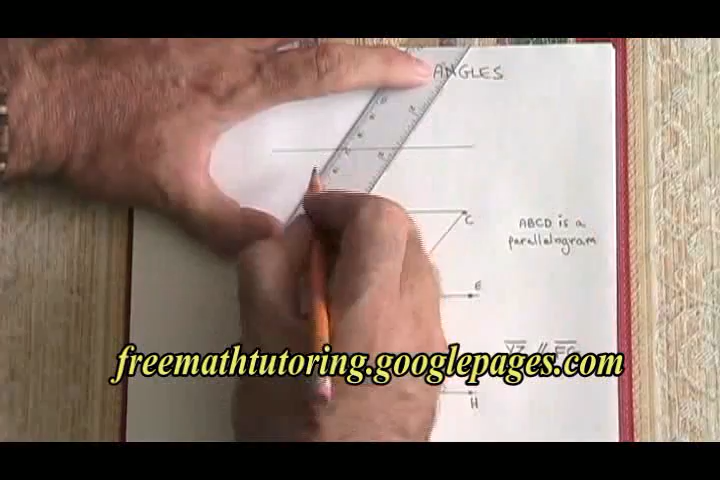 ANGLES
C
ABCD is a
parallelogram
E
freemathtutoring.googlepages.com
H